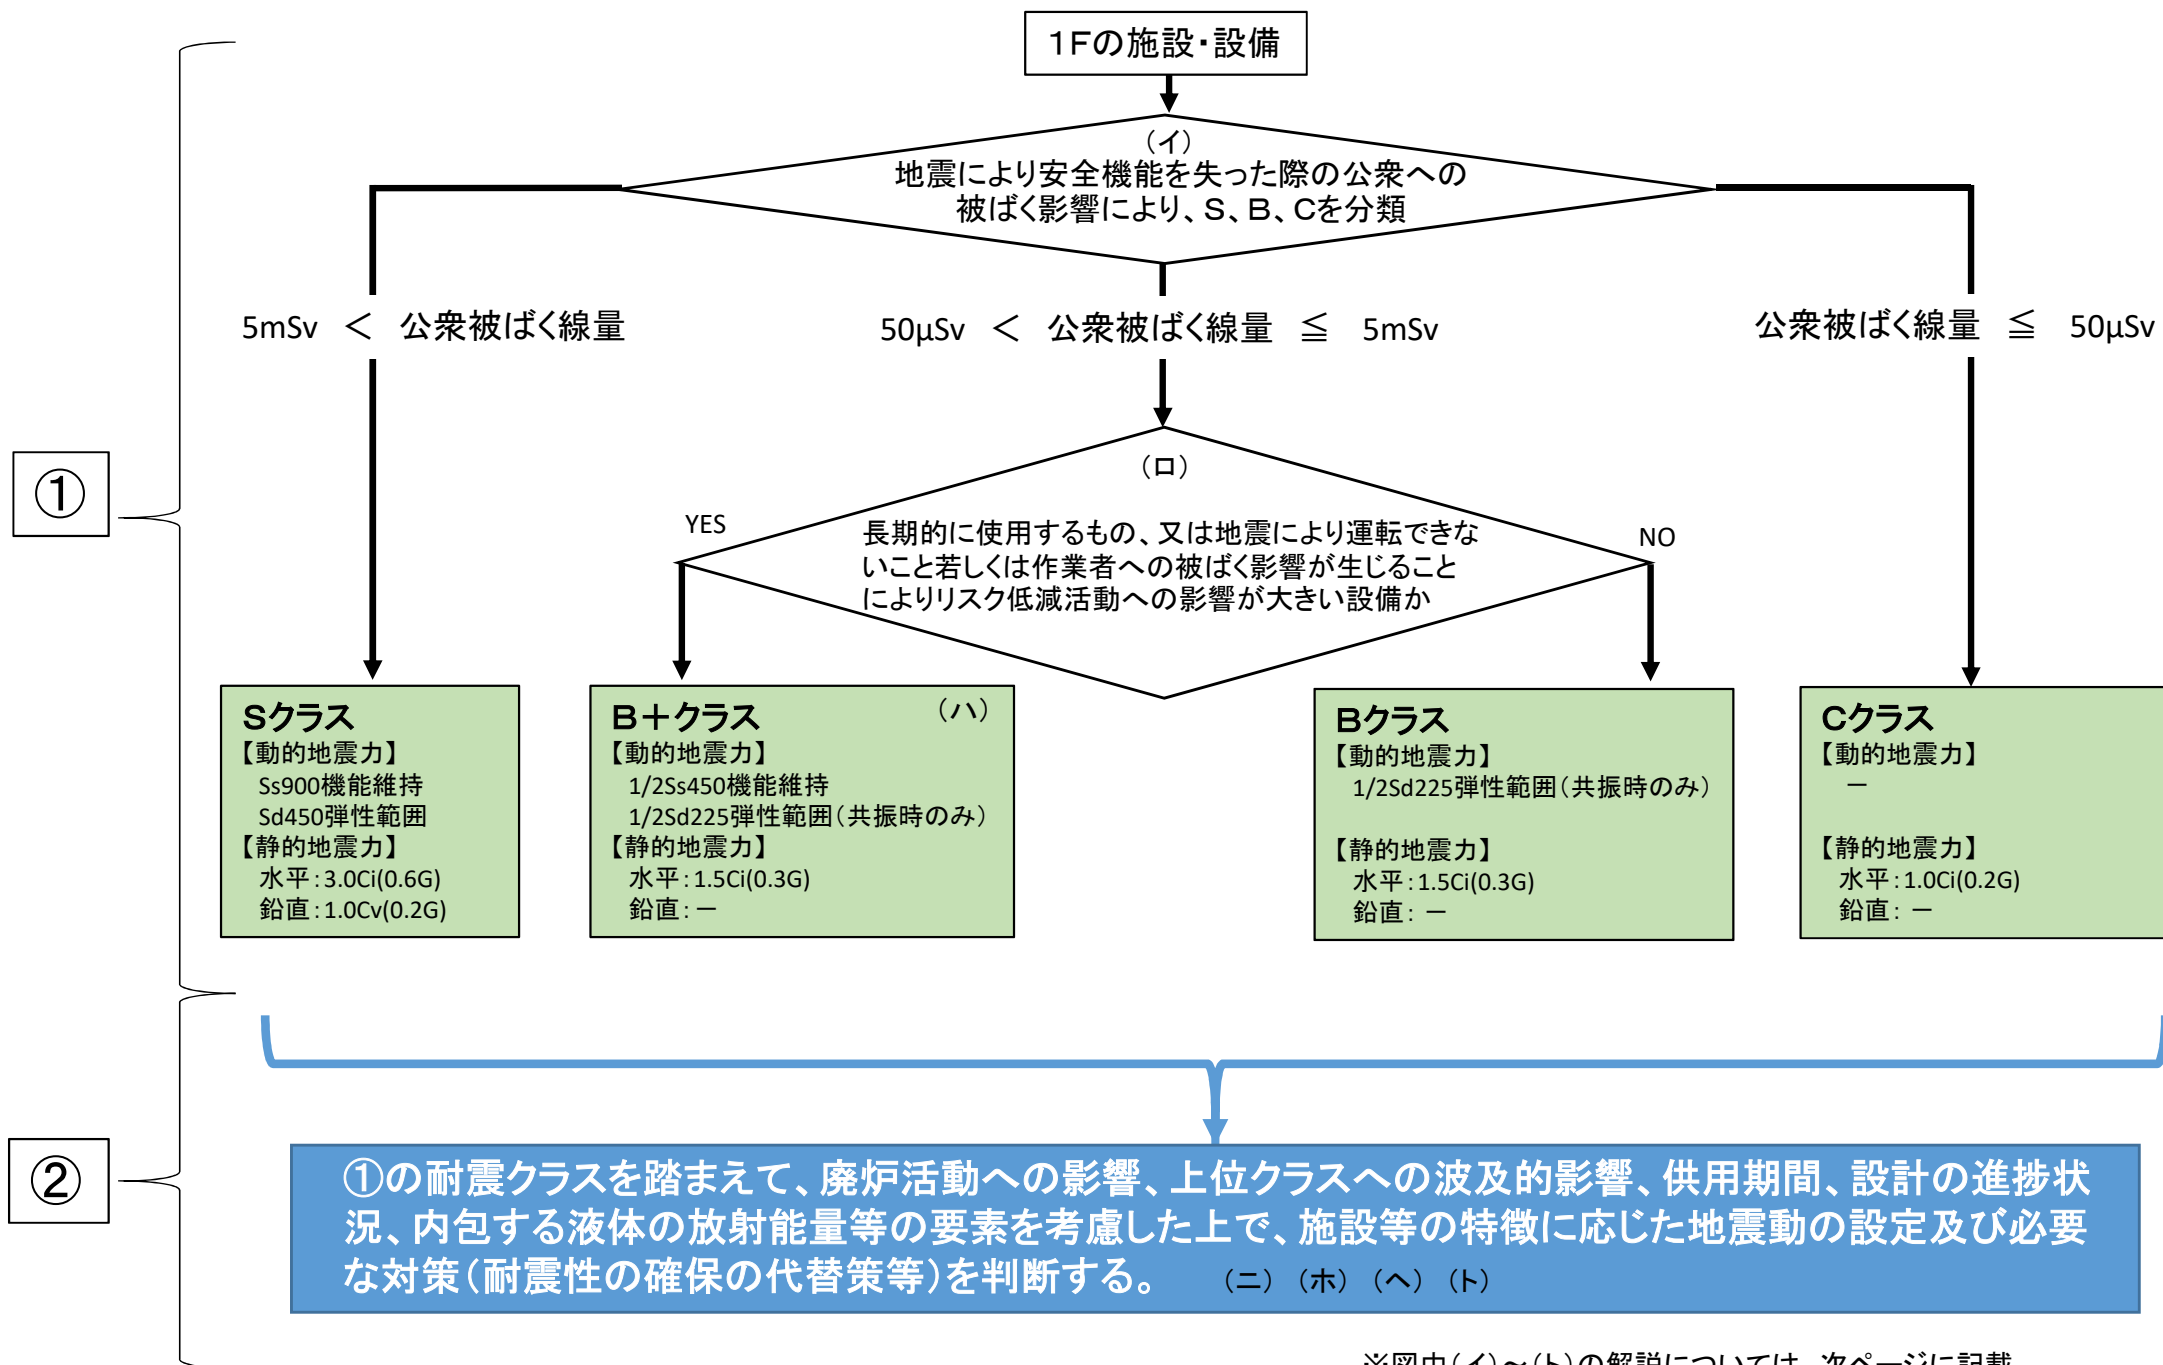 1Fの施設・設備
(イ)
地震により安全機能を失った際の公衆への
被ばく影響により、S、B、Cを分類
5mSv ＜ 公衆被ばく線量
50μSv ＜ 公衆被ばく線量 ≦ 5mSv
公衆被ばく線量 ≦ 50μSv
①
(ロ)
YES
NO
長期的に使用するもの、又は地震により運転できな
いこと若しくは作業者への被ばく影響が生じること
によりリスク低減活動への影響が大きい設備か
Sクラス
【動的地震力】
Ss900機能維持
Sd450弾性範囲
【静的地震力】
水平：3.0Ci(0.6G)
鉛直：1.0Cv(0.2G)
B＋クラス (ハ)
【動的地震力】
1/2Ss450機能維持
1/2Sd225弾性範囲(共振時のみ)
【静的地震力】
水平：1.5Ci(0.3G)
鉛直：－
Bクラス
【動的地震力】
1/2Sd225弾性範囲(共振時のみ)
【静的地震力】
水平：1.5Ci(0.3G)
鉛直：－
Cクラス
【動的地震力】
－
【静的地震力】
水平：1.0Ci(0.2G)
鉛直：－
②
①の耐震クラスを踏まえて、廃炉活動への影響、上位クラスへの波及的影響、供用期間、設計の進捗状
況、内包する液体の放射能量等の要素を考慮した上で、施設等の特徴に応じた地震動の設定及び必要
な対策(耐震性の確保の代替策等)を判断する。 (ニ) (ホ) (ヘ) (ト)
※図中(イ)～(ト)の解説については、次ページに記載